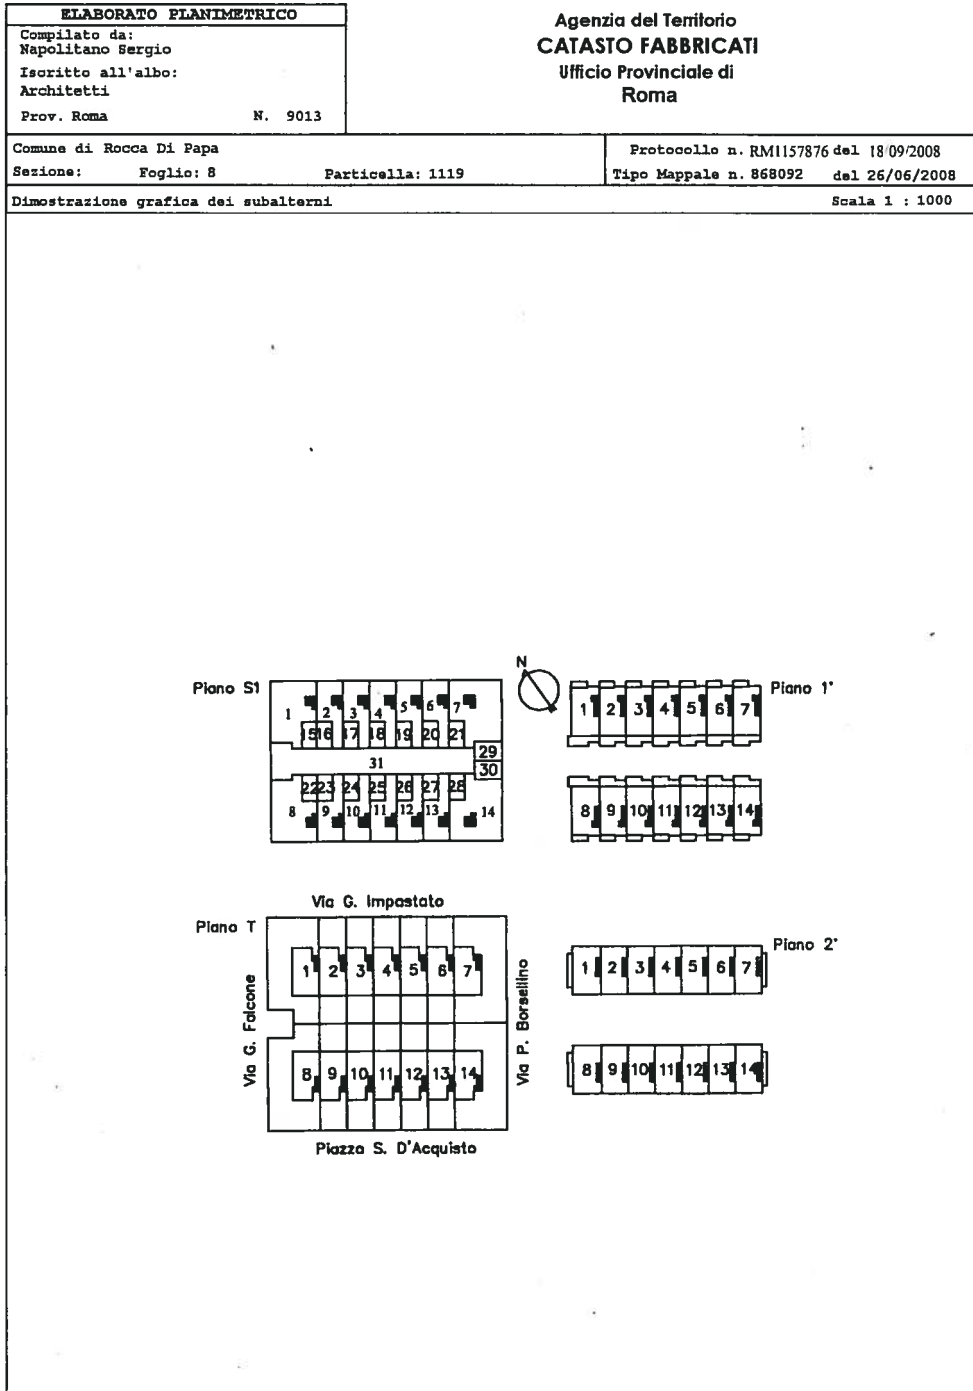 ELABORATO PLANIMETRICO
Compilato da:
Napolitano Sergio
Iscritto all'albo:
Architetti
Prov. Roma N. 9013
Agenzia del Territorio
CATASTO FABBRICATI
Ufficio Provinciale di
Roma
Comune di Rocca Di Papa
Sezione: Foglio: 8 Particella: 1119
Protocollo n. RM1157876 del 18/09/2008
Tipo Mappale n. 868092 del 26/06/2008
Dimostrazione grafica dei subalterni Scala 1 : 1000
Piano S1
1 2 3 4 5 6 7
15 16 17 18 19 20 21
29
31
30
22 23 24 25 26 27 28
8 9 10 11 12 13 14
N
Piano 1°
1 2 3 4 5 6 7
8 9 10 11 12 13 14
Via G. Impastato
Piano T
1 2 3 4 5 6 7
Via G. Falcone
Via P. Borsellino
8 9 10 11 12 13 14
Piazza S. D'Acquisto
Piano 2°
1 2 3 4 5 6 7
8 9 10 11 12 13 14